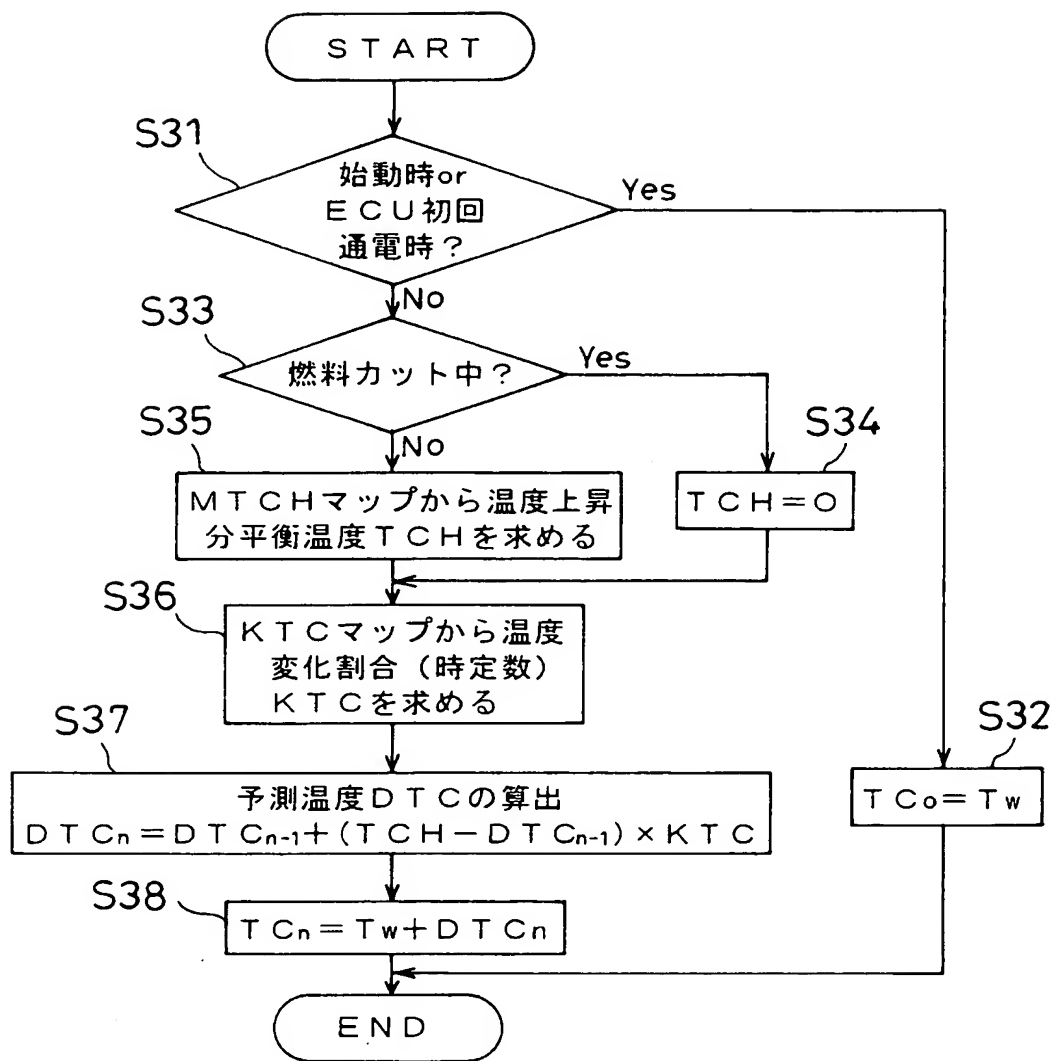 START
S31
始動時or
ECU初回
通電時？
Yes
No
S33
燃料カット中？
Yes
No
S35
MTCHマップから温度上昇
分平衡温度TCHを求める
S34
TCH=0
S36
KTCマップから温度
変化割合（時定数）
KTCを求める
S37
予測温度DTCの算出
DTCn=DTCn-1+(TCH-DTCn-1)×KTC
S32
TCo=Tw
S38
TCn=Tw+DTCn
END